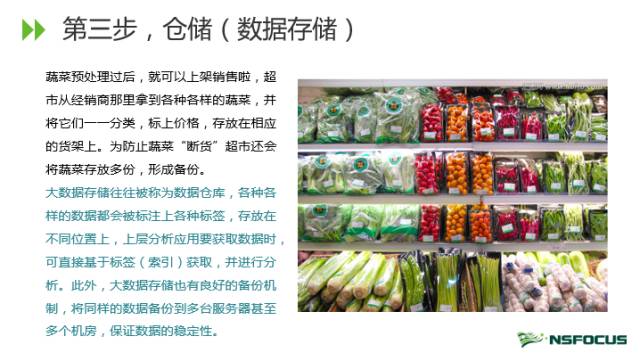 第三步，仓储（数据存储）
蔬菜预处理过后，就可以上架销售啦，超
市从经销商那里拿到各种各样的蔬菜，并
将它们一一分类，标上价格，存放在相应
的货架上。为防止蔬菜“断货”超市还会
将蔬菜存放多份，形成备份。
大数据存储往往被称为数据仓库，各种各
样的数据都会被标注上各种标签，存放在
不同位置上，上层分析应用要获取数据时，
可直接基于标签（索引）获取，并进行分
析。此外，大数据存储也有良好的备份机
制，将同样的数据备份到多台服务器甚至
多个机房，保证数据的稳定性。
NSFOCUS